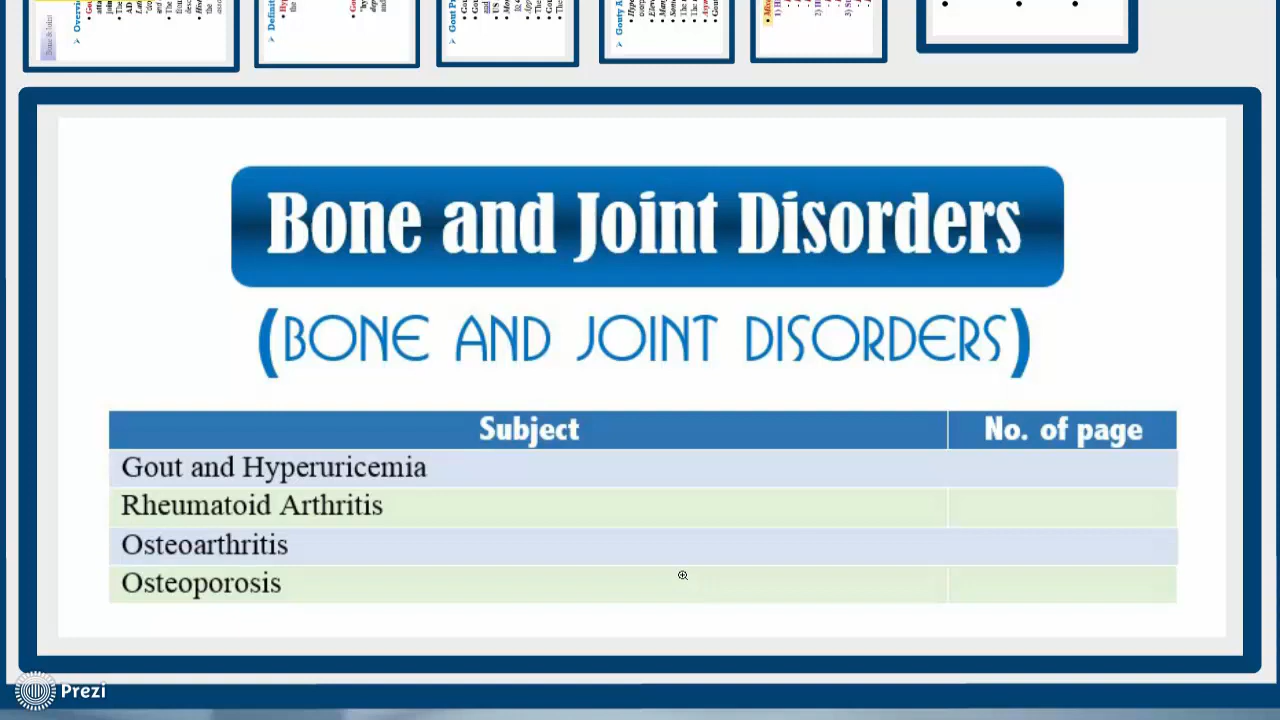 Bone and Joint Disorders
(BONE AND JOINT DISORDERS)
Subject No. of page
Gout and Hyperuricemia
Rheumatoid Arthritis
Osteoarthritis
Osteoporosis
Prezi